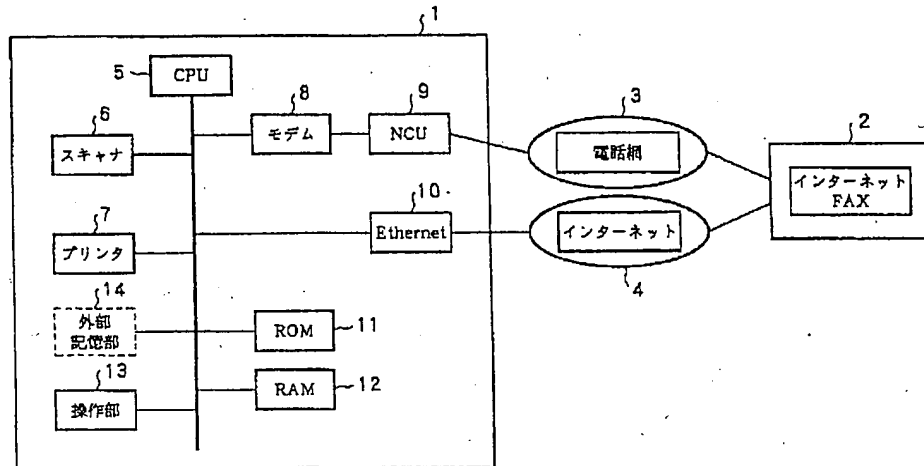 1
5
CPU
6
スキャナ
8
モデム
9
NCU
3
電話網
2
インターネット
FAX
7
プリンタ
10
Ethernet
インターネット
4
14
外部
記憶部
ROM
11
13
操作部
RAM
12